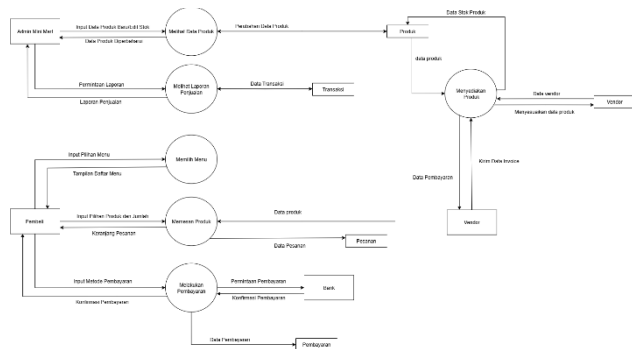 Input Data Produk Baru/Edit Stok
Admin Mini Mart
Data Produk Diperbaharui
Melihat Data Produk
Perubahan Data Produk
Produk
Data Stok Produk
data produk
Permintaan Laporan
Laporan Penjualan
Melihat Laporan
Penjualan
Data Transaksi
Transaksi
Menyediakan
Produk
Data vendor
Menyesuaikan data produk
Vendor
Input Pilihan Menu
Tampilan Daftar Menu
Memilih Menu
Data Pembayaran
Kirim Data Invoice
Vendor
Pembeli
Input Pilihan Produk dan Jumlah
Keranjang Pesanan
Memesan Produk
Data produk
Data Pesanan
Pesanan
Input Metode Pembayaran
Konfirmasi Pembayaran
Melakukan
Pembayaran
Permintaan Pembayaran
Konfirmasi Pembayaran
Bank
Data Pembayaran
Pembayaran